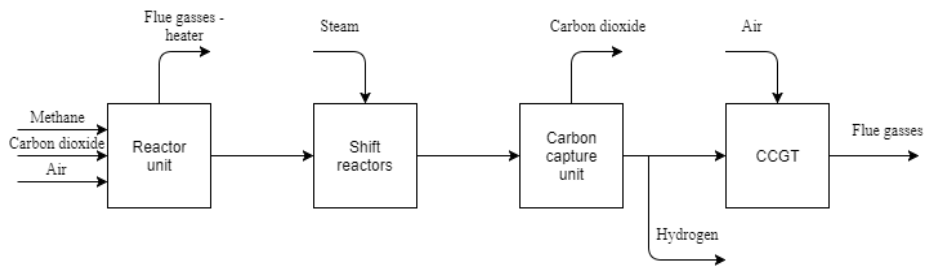 Flue gasses -
heater
Steam
Carbon dioxide
Air
Methane
Carbon dioxide
Air
Reactor
unit
Shift
reactors
Carbon
capture
unit
CCGT
Flue gasses
Hydrogen